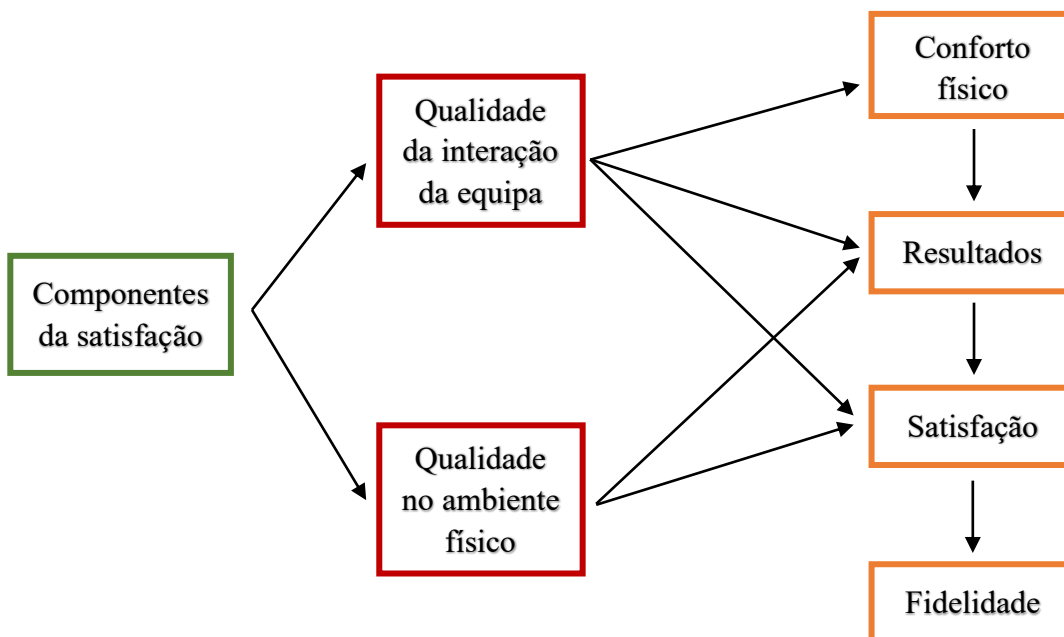 Componentes
da satisfação
Qualidade
da interação
da equipa
Qualidade
no ambiente
físico
Conforto
físico
Resultados
Satisfação
Fidelidade